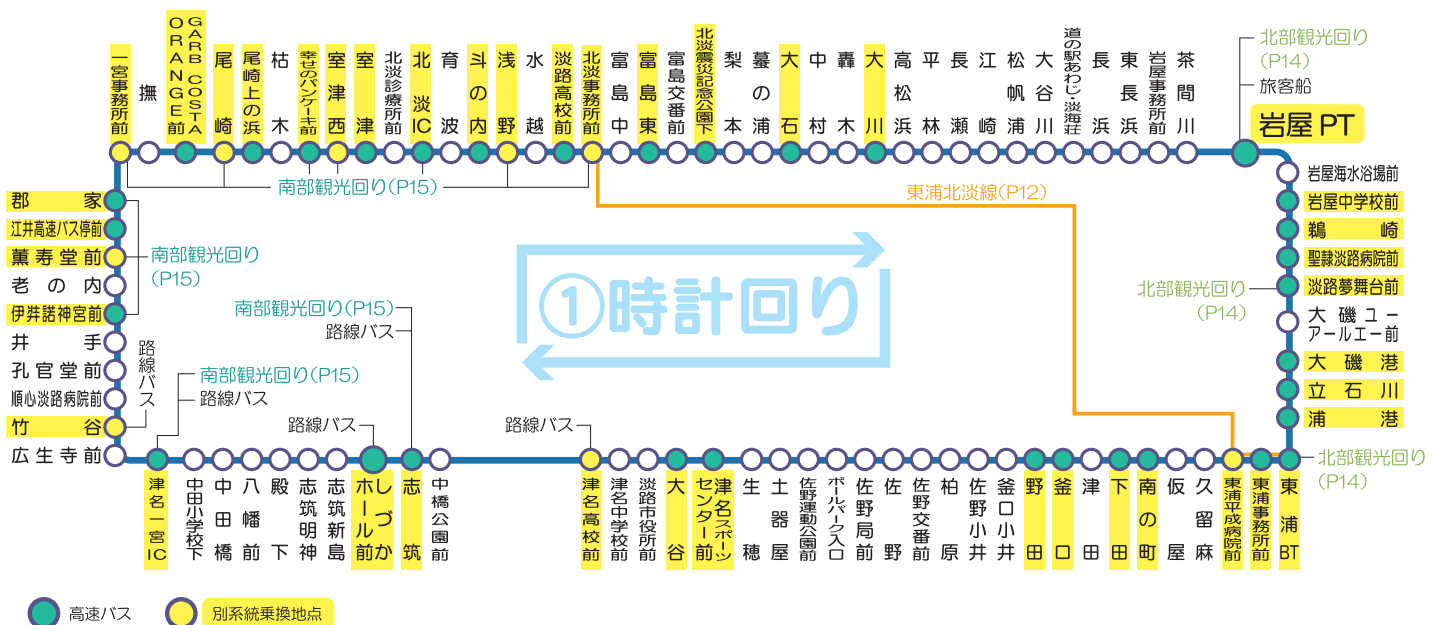 一宮事務所前
撫
GARB COSTA
ORANGE前
尾崎
尾崎上の浜
枯木
幸せのパンケーキ前
室津西
室津
北淡診療所前
北淡IC
育波
斗の内
浅野
水越
淡路高校前
北淡事務所前
富島中
富島東
富島交番前
北淡震災記念公園下
梨本
蟇の浦
大石
中村
轟木
大川
高松浜
平林
長瀬
江崎
松帆浦
大谷川
道の駅あわじ・淡海荘
長浜
東長浜
岩屋事務所前
茶間川
北部観光回り
(P14)
旅客船
岩屋 PT
岩屋海水浴場前
岩屋中学校前
鵜崎
聖隷淡路病院前
淡路夢舞台前
北部観光回り
(P14)
大磯ユー
アールエー前
大磯港
立石川
浦港
北部観光回り
(P14)
南部観光回り(P15)
東浦北淡線(P12)
①時計回り
郡家
江井高速バス停前
薫寿堂前
老の内
伊弉諾神宮前
井手
孔官堂前
順心淡路病院前
竹谷
広生寺前
南部観光回り
(P15)
路線バス
南部観光回り(P15)
路線バス
南部観光回り(P15)
路線バス
路線バス
路線バス
津名一宮IC
中田小学校下
中田橋
八幡前
殿下
志筑明神
志筑新島
しづか
ホール前
志筑
中橋公園前
津名高校前
津名中学校前
淡路市役所前
大谷
津名スポーツ
センター前
生穂
土器屋
佐野運動公園前
ボールパーク入口
佐野局前
佐野
佐野交番前
柏原
佐野小井
釜口小井
野田
釜口
津田
下田
南の町
仮屋
久留麻
東浦平成病院前
東浦事務所前
東浦BT
高速バス
別系統乗換地点